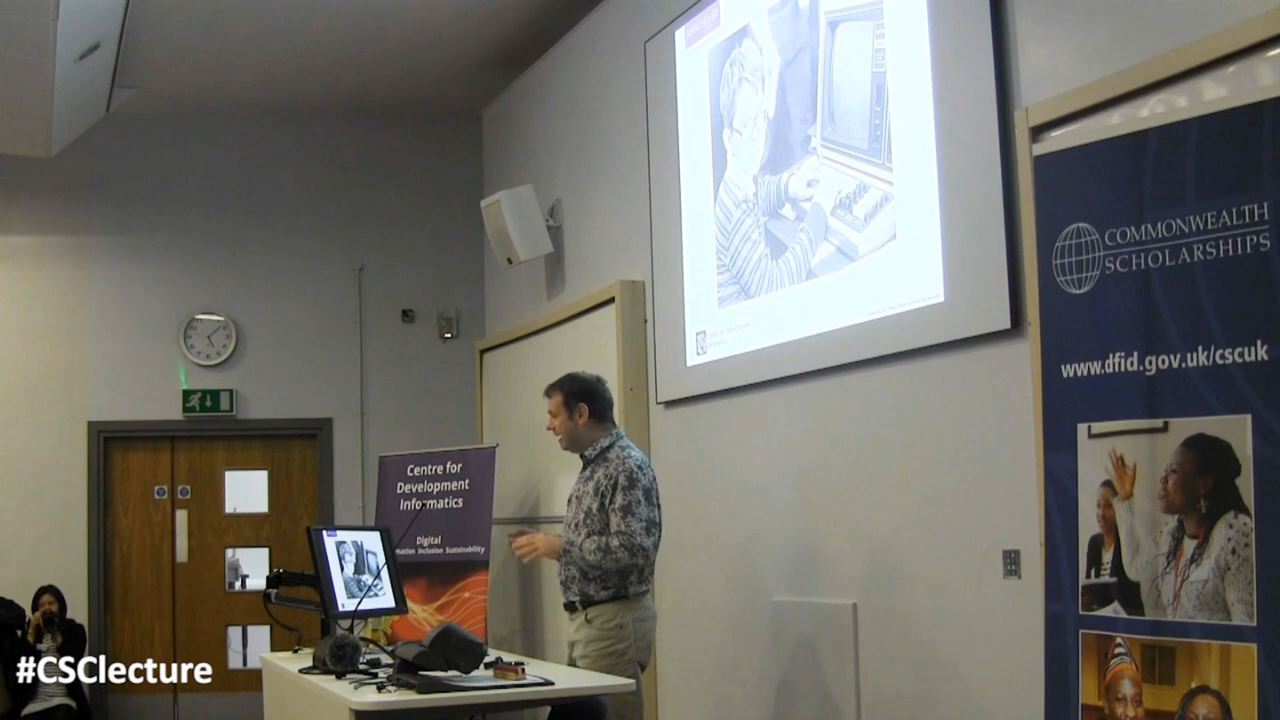 COMMONWEALTH
SCHOLARSHIPS
www.dfid.gov.uk/cscuk
Centre for
Development
Informatics
Digital
Inclusion Sustainability
#CSClecture